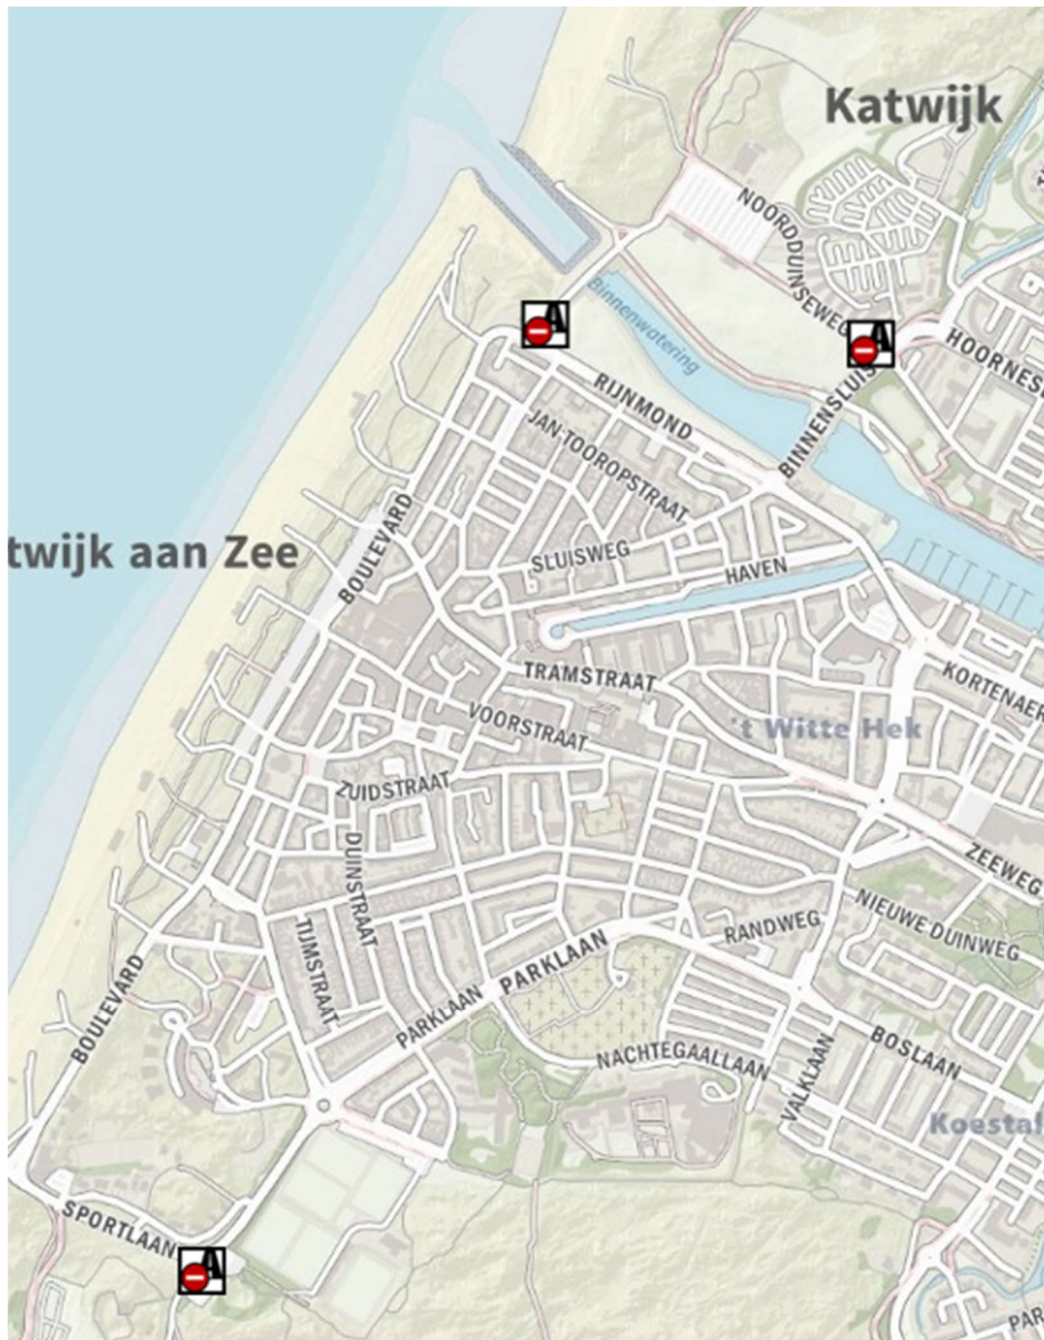 Katwijk
NOORDDUINSEWEG
Binnenwatering
A
A
HOORNES
RIJNMOND
BINNENSLUIS
JAN TOOROPSTRAAT
BOULEVARD
twijk aan Zee
SLUISWEG
HAVEN
TRAMSTRAAT
KORTENAER
VOORSTRAAT
't Witte Hek
ZUIDSTRAAT
DUINSTRAAT
ZEEWEG
NIEUWE DUINWEG
RANDWEG
TIJMSTRAAT
PARKLAAN
PARKLAAN
BOULEVARD
BOSLAAN
NACHTEGAALLAAN
VALKLAAN
Koestal
SPORTLAAN
A
PAR